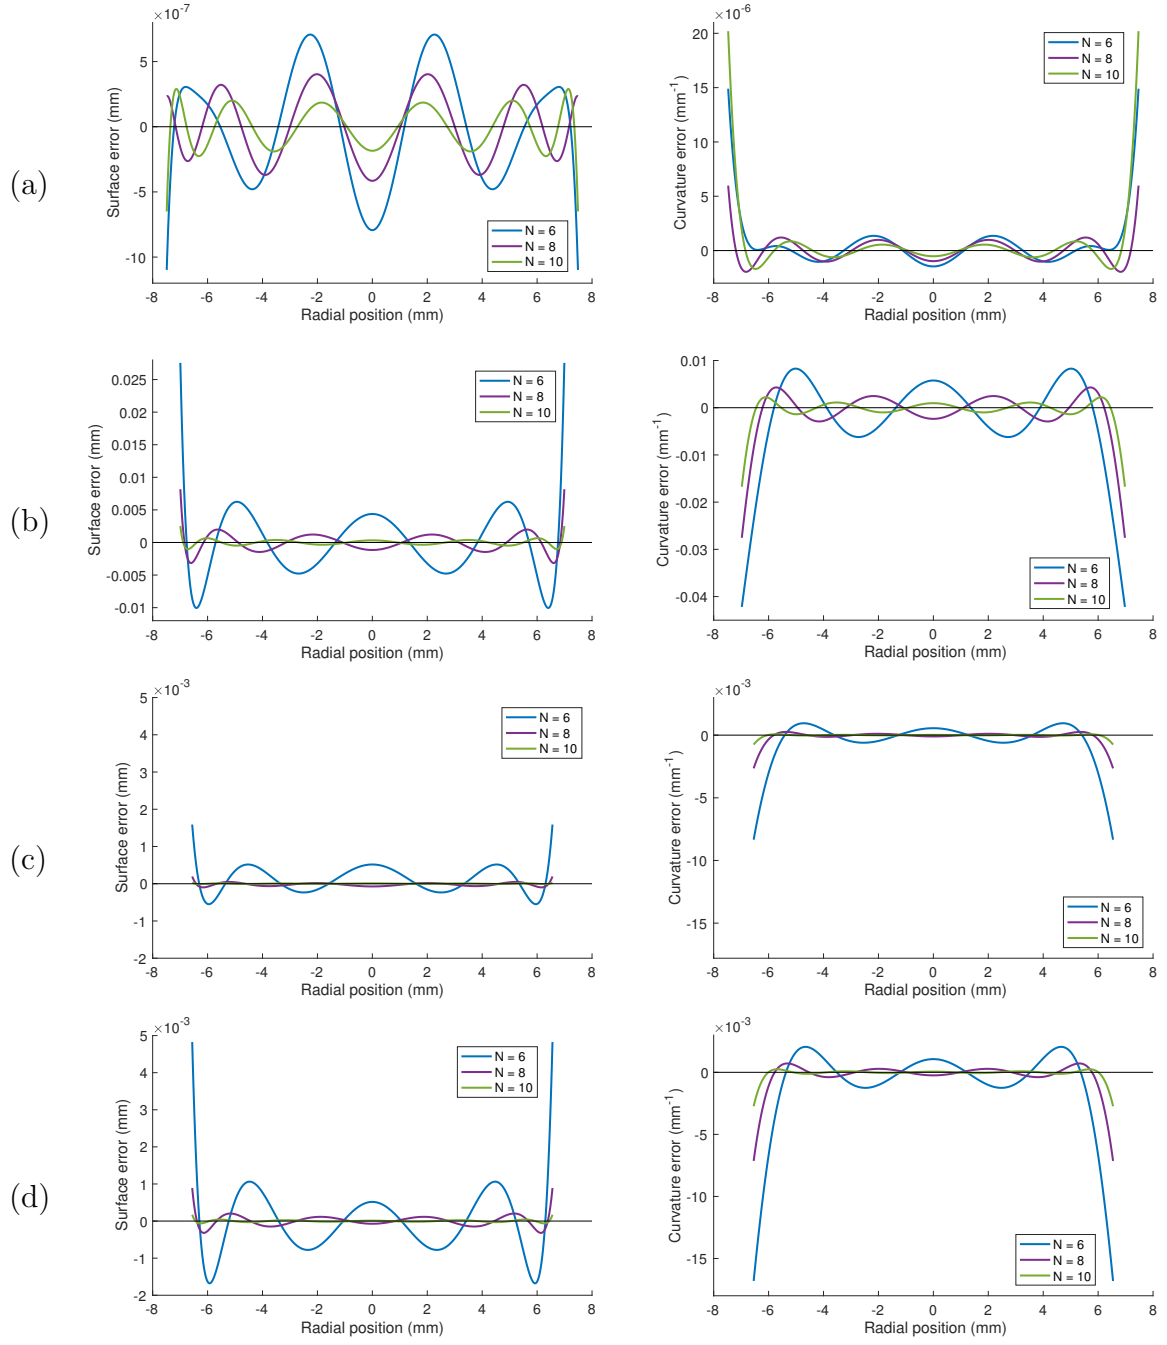 (a)
×10⁻⁷
Surface error (mm)
5
0
-5
-10
N = 6
N = 8
N = 10
-8 -6 -4 -2 0 2 4 6 8
Radial position (mm)
×10⁻⁶
Curvature error (mm⁻¹)
20
15
10
5
0
N = 6
N = 8
N = 10
-8 -6 -4 -2 0 2 4 6 8
Radial position (mm)
(b)
Surface error (mm)
0.025
0.02
0.015
0.01
0.005
0
-0.005
-0.01
N = 6
N = 8
N = 10
-8 -6 -4 -2 0 2 4 6 8
Radial position (mm)
Curvature error (mm⁻¹)
0.01
0
-0.01
-0.02
-0.03
-0.04
N = 6
N = 8
N = 10
-8 -6 -4 -2 0 2 4 6 8
Radial position (mm)
(c)
×10⁻³
Surface error (mm)
5
4
3
2
1
0
-1
-2
N = 6
N = 8
N = 10
-8 -6 -4 -2 0 2 4 6 8
Radial position (mm)
×10⁻³
Curvature error (mm⁻¹)
0
-5
-10
-15
N = 6
N = 8
N = 10
-8 -6 -4 -2 0 2 4 6 8
Radial position (mm)
(d)
×10⁻³
Surface error (mm)
5
4
3
2
1
0
-1
-2
N = 6
N = 8
N = 10
-8 -6 -4 -2 0 2 4 6 8
Radial position (mm)
×10⁻³
Curvature error (mm⁻¹)
0
-5
-10
-15
N = 6
N = 8
N = 10
-8 -6 -4 -2 0 2 4 6 8
Radial position (mm)